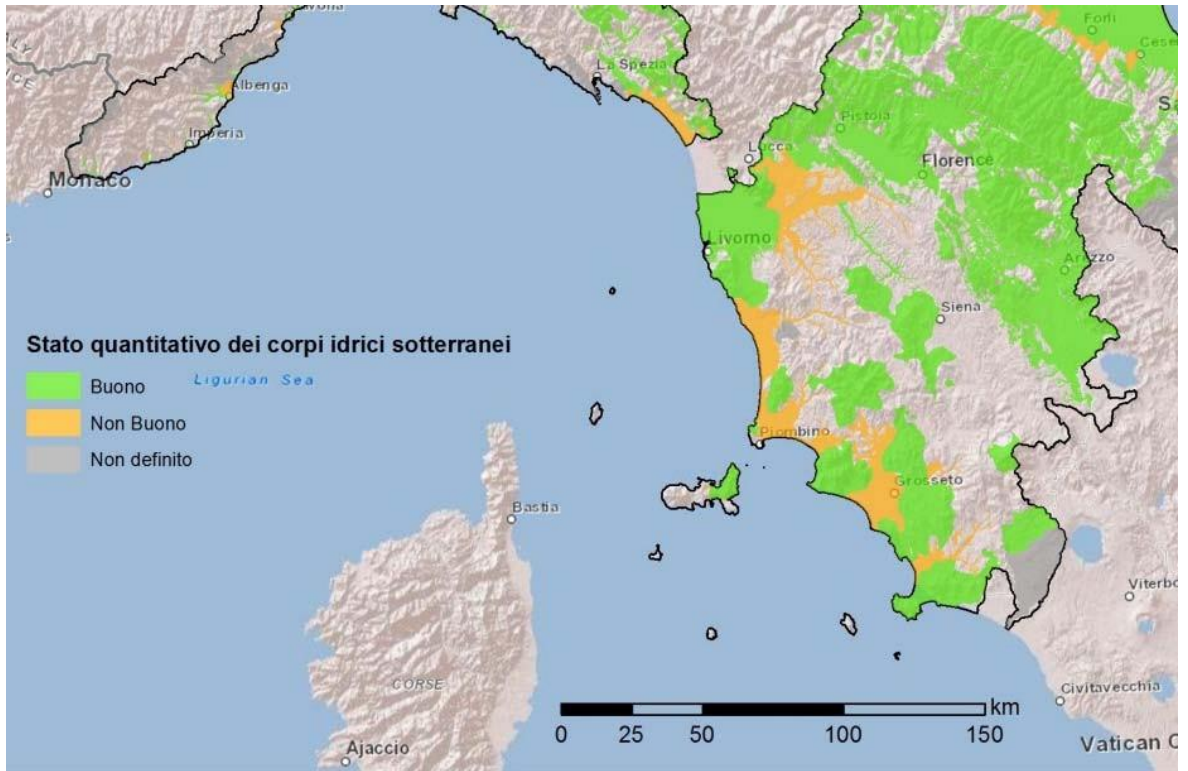 Forlì
Cese
La Spezia
Albenga
Pistoia
Imperia
Lucca
Florence
Monaco
Livorno
Arezzo
Siena
Stato quantitativo dei corpi idrici sotterranei
Buono
Ligurian Sea
Non Buono
Non definito
Piombino
Grosseto
Bastia
Viterbo
CORSE
Civitavecchia
km
0 25 50 100 150
Ajaccio
Vatican C